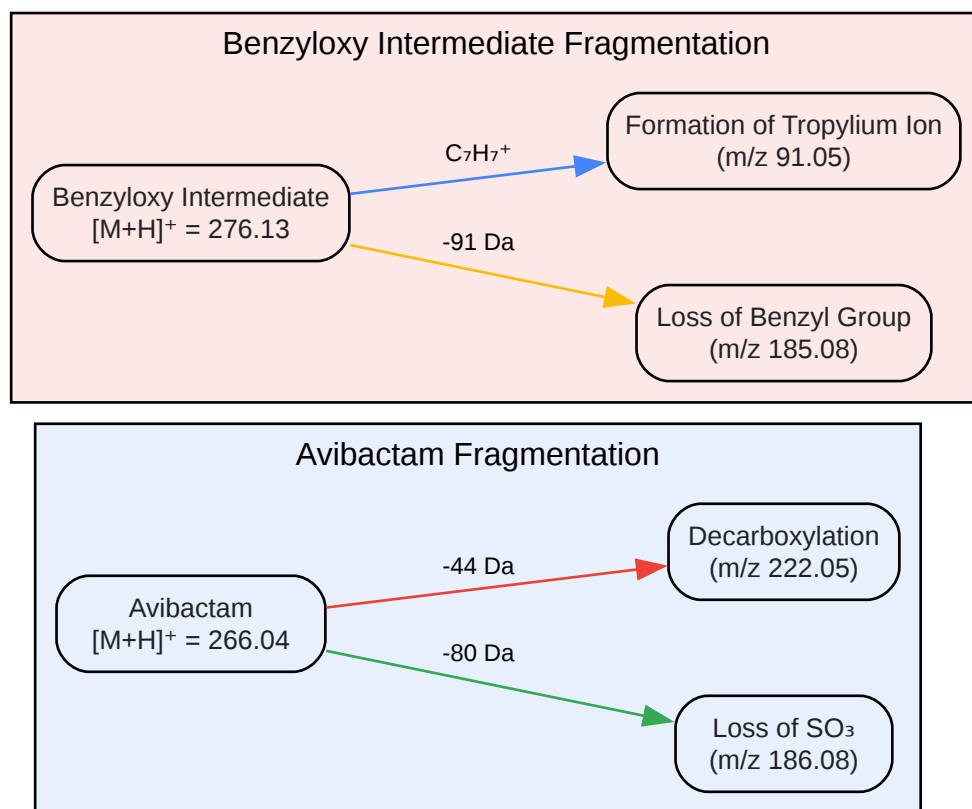 Benzyloxy Intermediate Fragmentation
Formation of Tropylium Ion
(m/z 91.05)
C₇H₇⁺
Benzyloxy Intermediate
[M+H]⁺ = 276.13
-91 Da
Loss of Benzyl Group
(m/z 185.08)
Avibactam Fragmentation
Decarboxylation
(m/z 222.05)
-44 Da
Avibactam
[M+H]⁺ = 266.04
-80 Da
Loss of SO₃
(m/z 186.08)